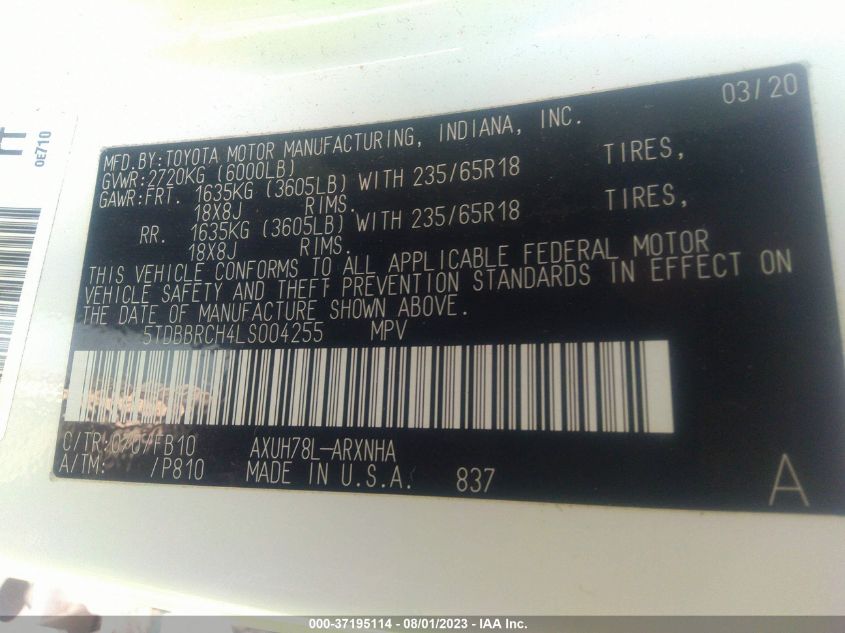 03/20
MFD.BY:TOYOTA MOTOR MANUFACTURING, INDIANA, INC.
GVWR:2720KG (6000LB)
GAWR:FRT. 1635KG (3605LB) WITH 235/65R18 TIRES,
18X8J RIMS.
RR. 1635KG (3605LB) WITH 235/65R18 TIRES,
18X8J RIMS.
THIS VEHICLE CONFORMS TO ALL APPLICABLE FEDERAL MOTOR
VEHICLE SAFETY AND THEFT PREVENTION STANDARDS IN EFFECT ON
THE DATE OF MANUFACTURE SHOWN ABOVE.
5TDBBRCH4LS004255 MPV
C/TR:0707FB10 AXUH78L-ARXNHA
A/TM: /P810 MADE IN U.S.A. 837
A
0E710
000-37195114 - 08/01/2023 - IAA Inc.